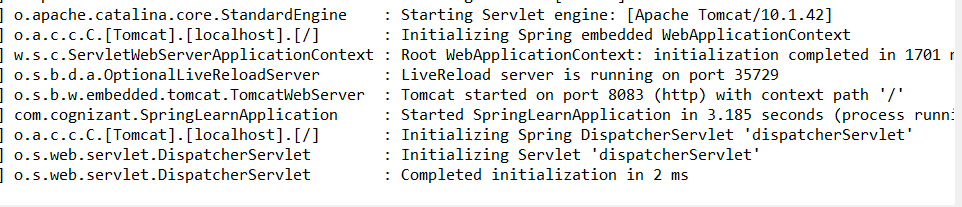 ] o.apache.catalina.core.StandardEngine : Starting Servlet engine: [Apache Tomcat/10.1.42]
] o.a.c.c.C.[Tomcat].[localhost].[/] : Initializing Spring embedded WebApplicationContext
] w.s.c.ServletWebServerApplicationContext : Root WebApplicationContext: initialization completed in 1701
] o.s.b.d.a.OptionalLiveReloadServer : LiveReload server is running on port 35729
] o.s.b.w.embedded.tomcat.TomcatWebServer : Tomcat started on port 8083 (http) with context path '/'
] com.cognizant.SpringLearnApplication : Started SpringLearnApplication in 3.185 seconds (process
] o.a.c.c.C.[Tomcat].[localhost].[/] : Initializing Spring DispatcherServlet 'dispatcherServlet'
] o.s.web.servlet.DispatcherServlet : Initializing Servlet 'dispatcherServlet'
] o.s.web.servlet.DispatcherServlet : Completed initialization in 2 ms